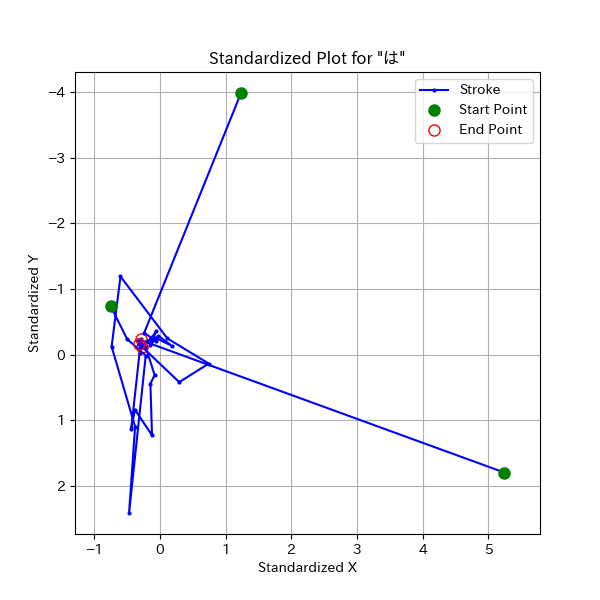 Standardized Plot for "は"
Stroke
Start Point
End Point
−4
−3
−2
−1
0
1
2
Standardized Y
−1
0
1
2
3
4
5
Standardized X